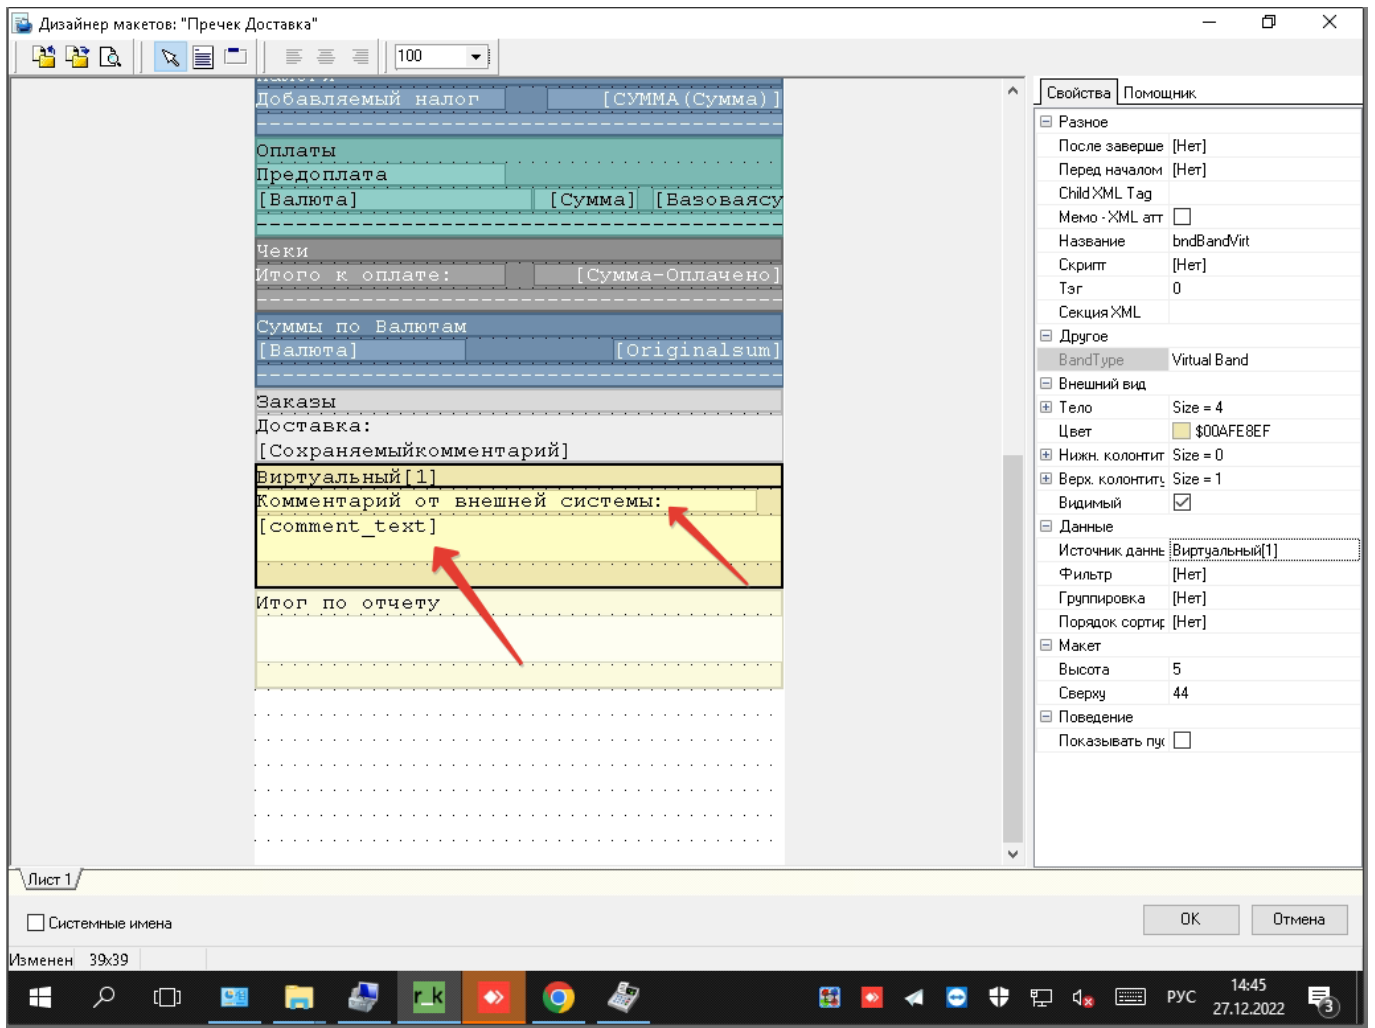 Дизайнер макетов: "Пречек Доставка"
100
Добавляемый налог [СУММА(Сумма)]
Оплаты
Предоплата
[Валюта] [Сумма] [Базоваясу
Чеки
Итого к оплате: [Сумма-Оплачено]
Суммы по Валютам
[Валюта] [Originalsum]
Заказы
Доставка:
[Сохраняемыйкомментарий]
Виртуальный[1]
Комментарий от внешней системы:
[comment_text]
Итог по отчету
Свойства Помощник
Разное
После заверше [Нет]
Перед началом [Нет]
Child XML Tag
Мемо - XML атт
Название bndBandVirt
Скрипт [Нет]
Тэг 0
Секция XML
Другое
BandType Virtual Band
Внешний вид
Тело Size = 4
Цвет $00AFE8EF
Нижн. колонтит Size = 0
Верх. колонтиту Size = 1
Видимый
Данные
Источник данны Виртуальный[1]
Фильтр [Нет]
Группировка [Нет]
Порядок сортир [Нет]
Макет
Высота 5
Сверху 44
Поведение
Показывать пус
Лист 1
Системные имена
OK Отмена
Изменен 39x39
r_k
РУС
14:45
27.12.2022
3